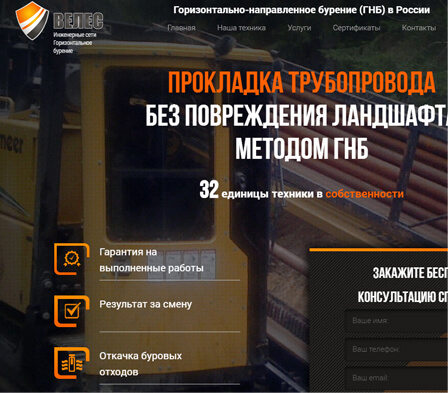 Горизонтально-направленное бурение (ГНБ) в России
ВЕЛЕС
Инженерные сети
Горизонтальное
бурение
Главная Наша техника Услуги Сертификаты Контакты
ПРОКЛАДКА ТРУБОПРОВОДА
БЕЗ ПОВРЕЖДЕНИЯ ЛАНДШАФТА
МЕТОДОМ ГНБ
32 единицы техники в собственности
Гарантия на
выполненные работы
Результат за смену
Откачка буровых
отходов
ЗАКАЖИТЕ БЕСП
КОНСУЛЬТАЦИЮ СП
Ваше имя:
Ваш телефон:
Ваш email: